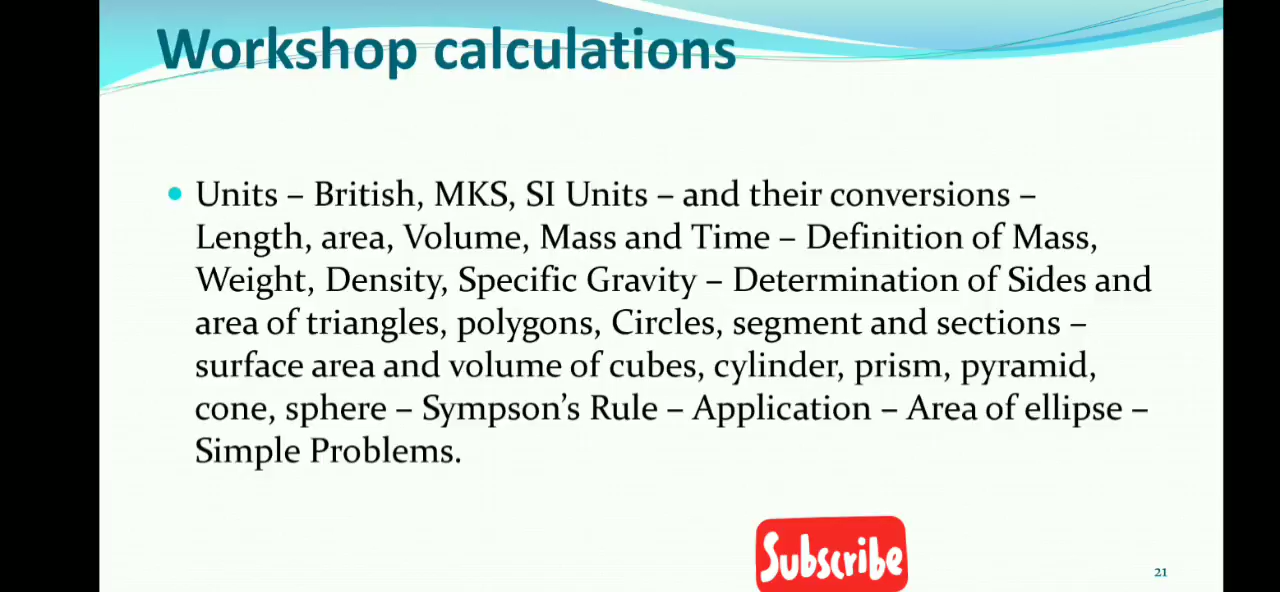 Workshop calculations
Units – British, MKS, SI Units – and their conversions –
Length, area, Volume, Mass and Time – Definition of Mass,
Weight, Density, Specific Gravity – Determination of Sides and
area of triangles, polygons, Circles, segment and sections –
surface area and volume of cubes, cylinder, prism, pyramid,
cone, sphere – Sympson's Rule – Application – Area of ellipse –
Simple Problems.
Subscribe
21